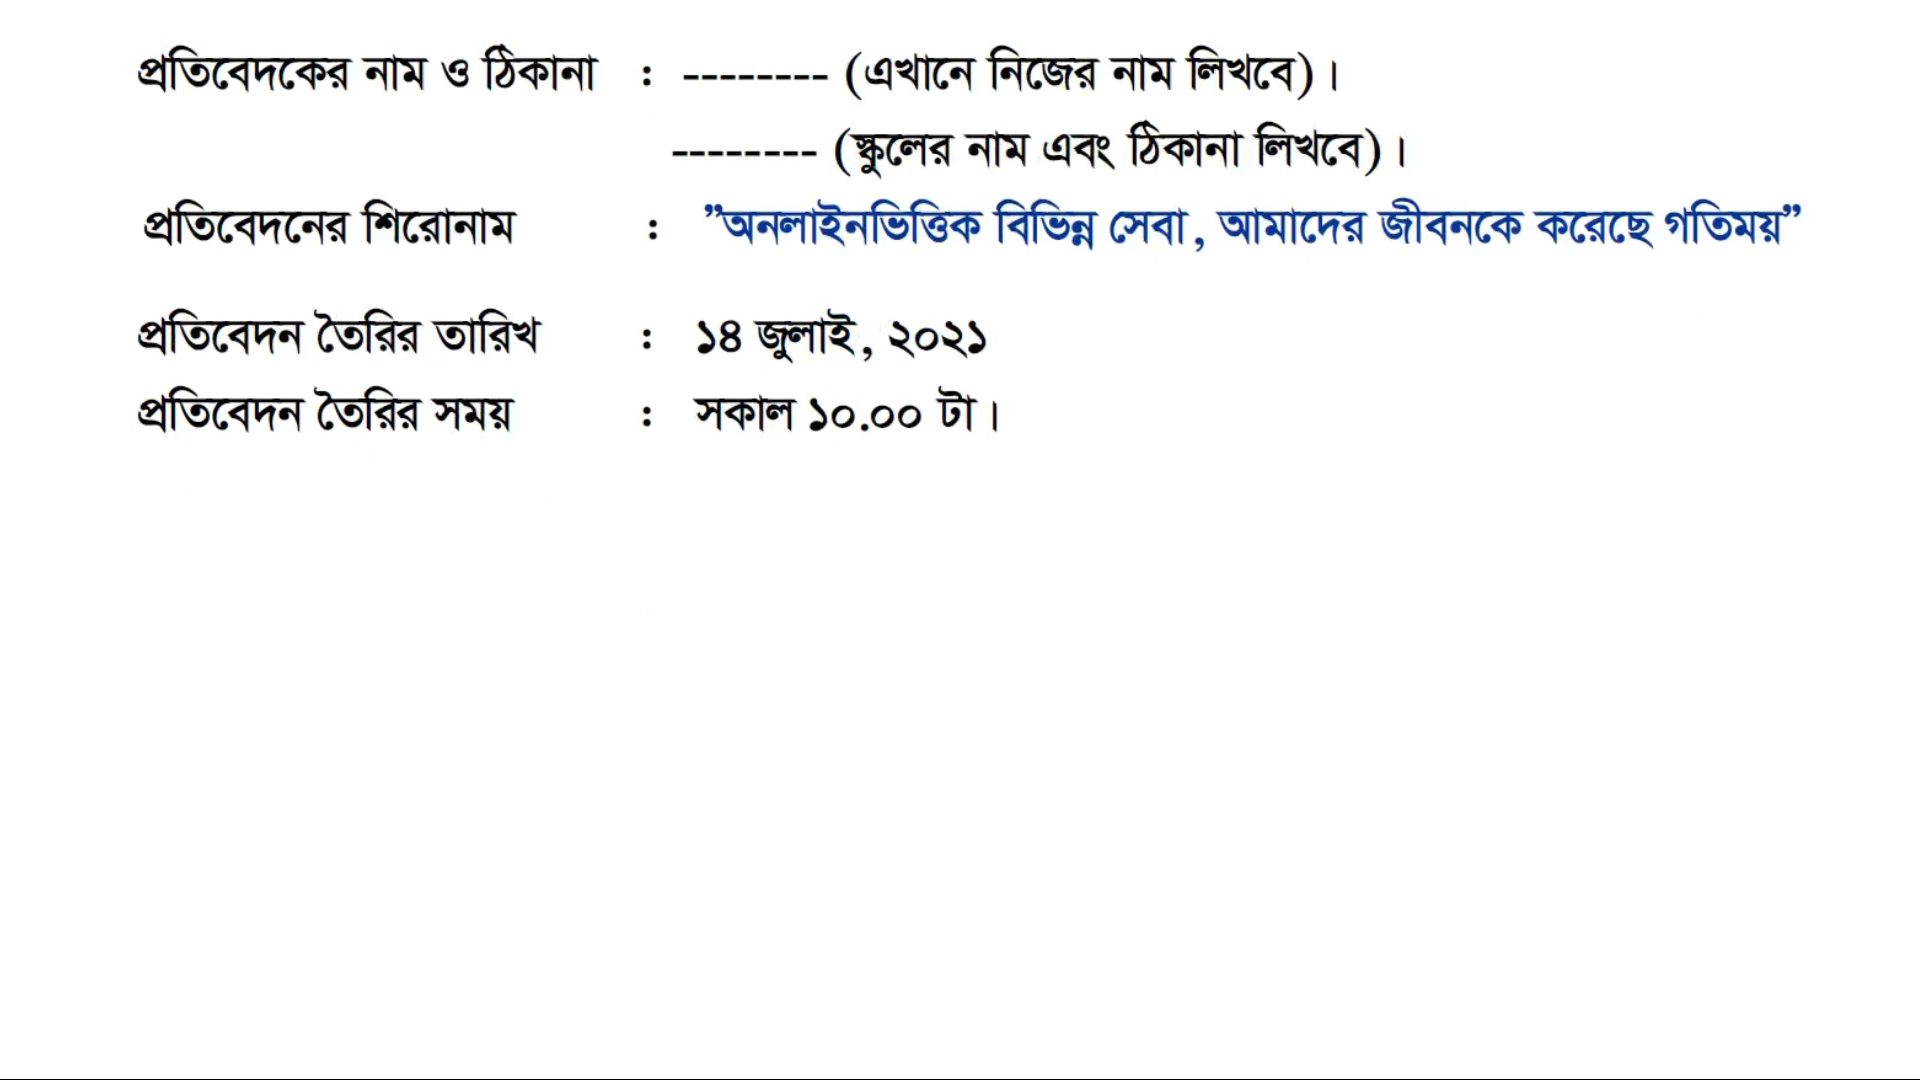 প্রতিবেদকের নাম ও ঠিকানা : -------- (এখানে নিজের নাম লিখবে)।
-------- (স্কুলের নাম এবং ঠিকানা লিখবে)।
প্রতিবেদনের শিরোনাম : ”অনলাইনভিত্তিক বিভিন্ন সেবা, আমাদের জীবনকে করেছে গতিময়”
প্রতিবেদন তৈরির তারিখ : ১৪ জুলাই, ২০২১
প্রতিবেদন তৈরির সময় : সকাল ১০.০০ টা।